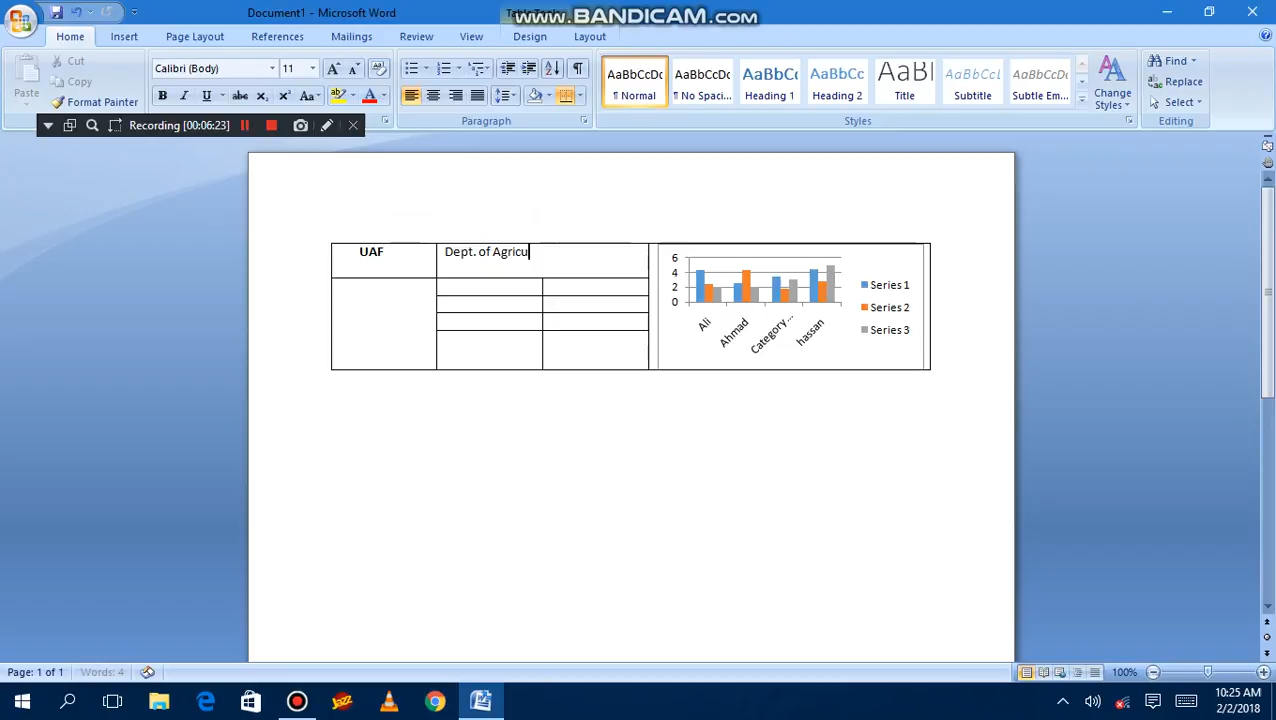 Document1 - Microsoft Word
www.BANDICAM.com
Home Insert Page Layout References Mailings Review View Design Layout
Paste
Cut
Copy
Format Painter
Calibri (Body) 11
Paragraph
AaBbCcDc AaBbCcDc AaBbCc AaBbCc AaBl AaBbCcL AaBbCcDc
¶ Normal ¶ No Spaci... Heading 1 Heading 2 Title Subtitle Subtle Em...
Change Styles
Styles
Find
Replace
Select
Editing
Recording [00:06:23]
UAF
Dept. of Agricu
6
4
2
0
Ali
Ahmad
Category...
hassan
Series 1
Series 2
Series 3
Page: 1 of 1 Words: 4 100%
10:25 AM
2/2/2018